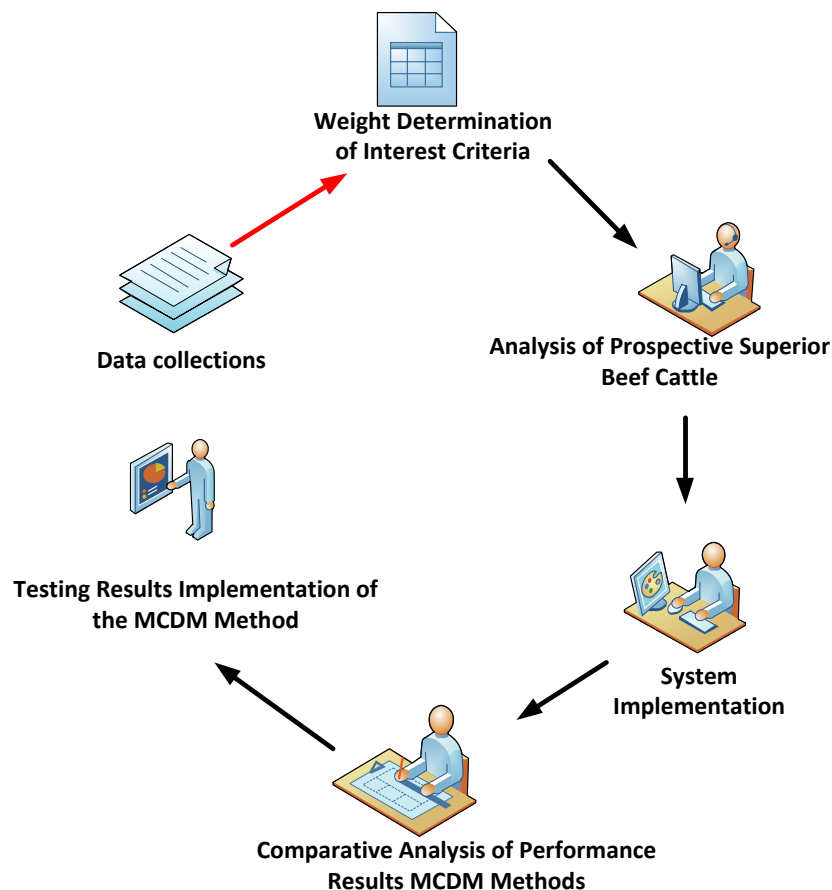 Weight Determination
of Interest Criteria
Data collections
Analysis of Prospective Superior
Beef Cattle
System
Implementation
Comparative Analysis of Performance
Results MCDM Methods
Testing Results Implementation of
the MCDM Method